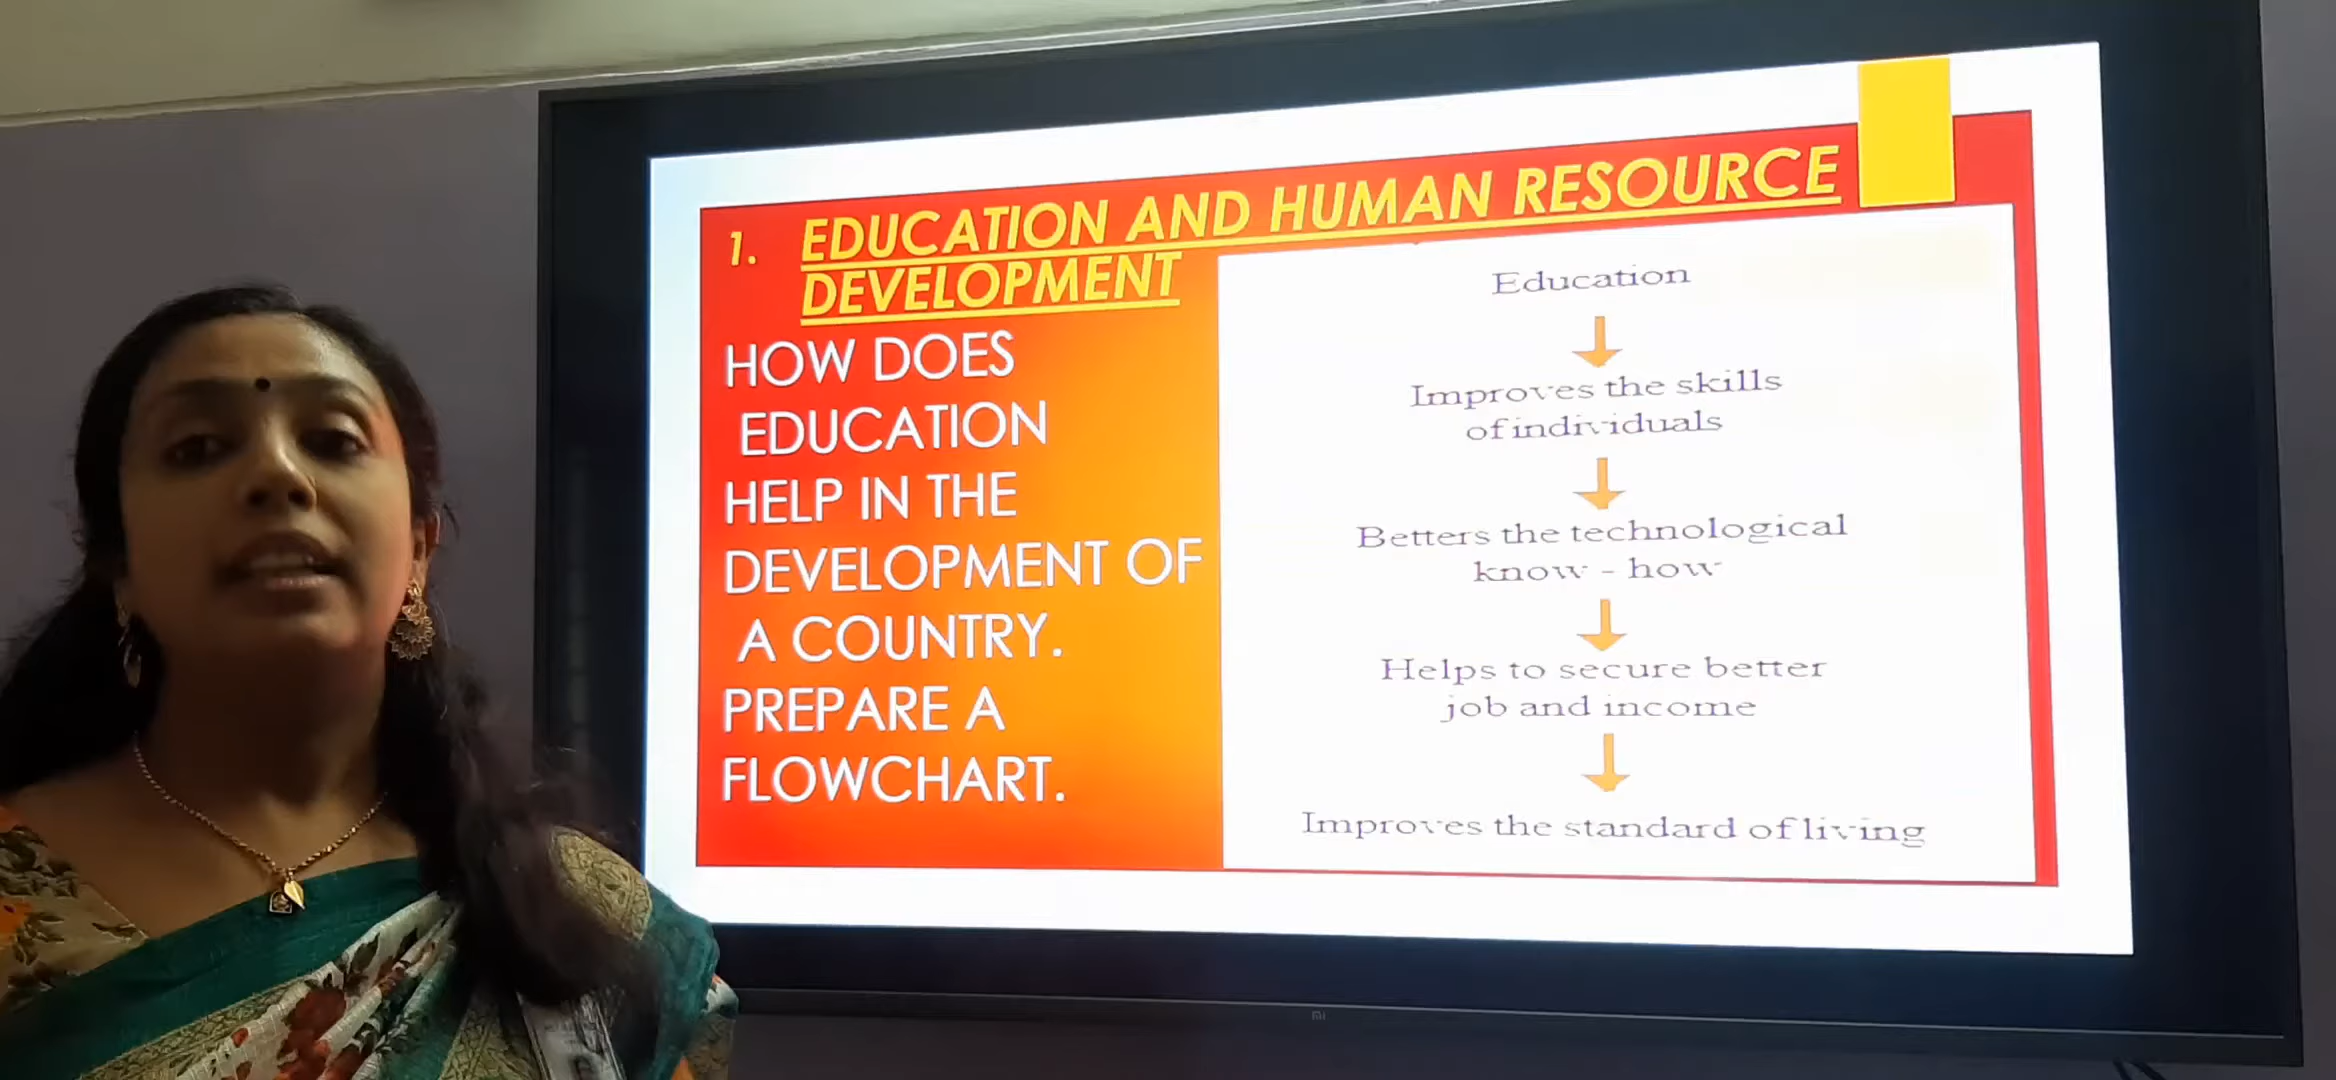 1. EDUCATION AND HUMAN RESOURCE
DEVELOPMENT
HOW DOES
EDUCATION
HELP IN THE
DEVELOPMENT OF
A COUNTRY.
PREPARE A
FLOWCHART.
Education
Improves the skills
of individuals
Betters the technological
know - how
Helps to secure better
job and income
Improves the standard of living
mi